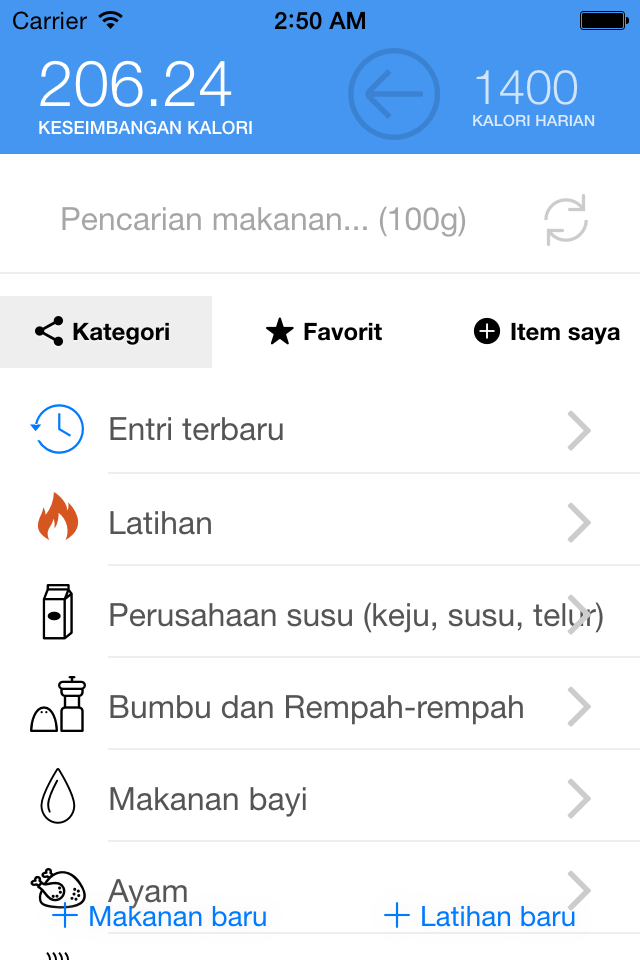 Carrier 2:50 AM
206.24 1400
KESEIMBANGAN KALORI KALORI HARIAN
Pencarian makanan... (100g)
Kategori Favorit Item saya
Entri terbaru
Latihan
Perusahaan susu (keju, susu, telur)
Bumbu dan Rempah-rempah
Makanan bayi
Ayam
+ Makanan baru + Latihan baru